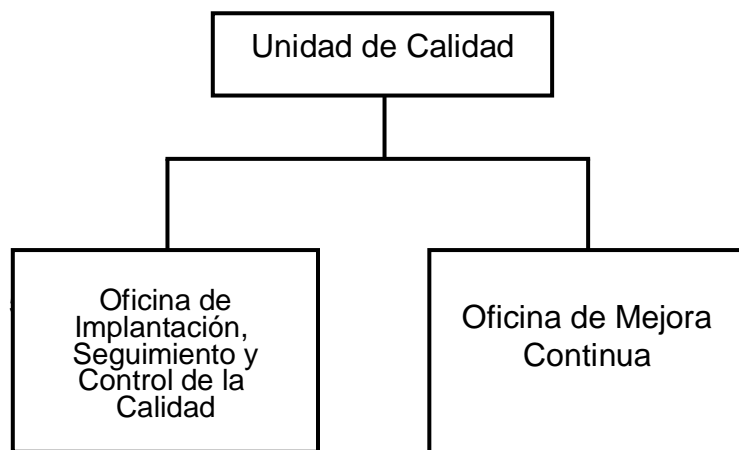 Unidad de Calidad
Oficina de
Implantación,
Seguimiento y
Control de la
Calidad
Oficina de Mejora
Continua